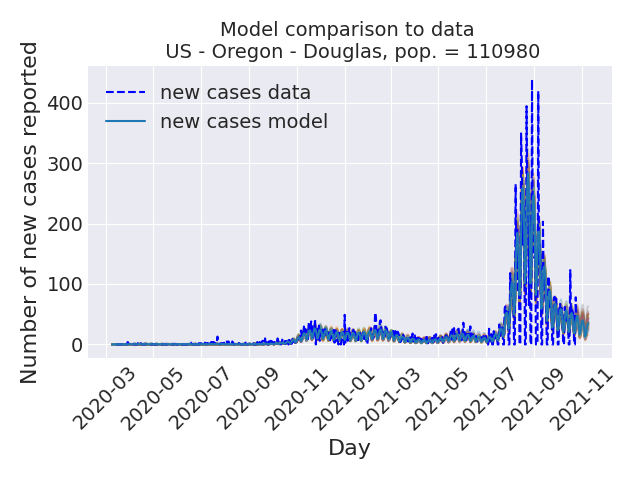 Model comparison to data
US - Oregon - Douglas, pop. = 110980
Number of new cases reported
400
300
200
100
0
new cases data
new cases model
2020-03
2020-05
2020-07
2020-09
2020-11
2021-01
2021-03
2021-05
2021-07
2021-09
2021-11
Day